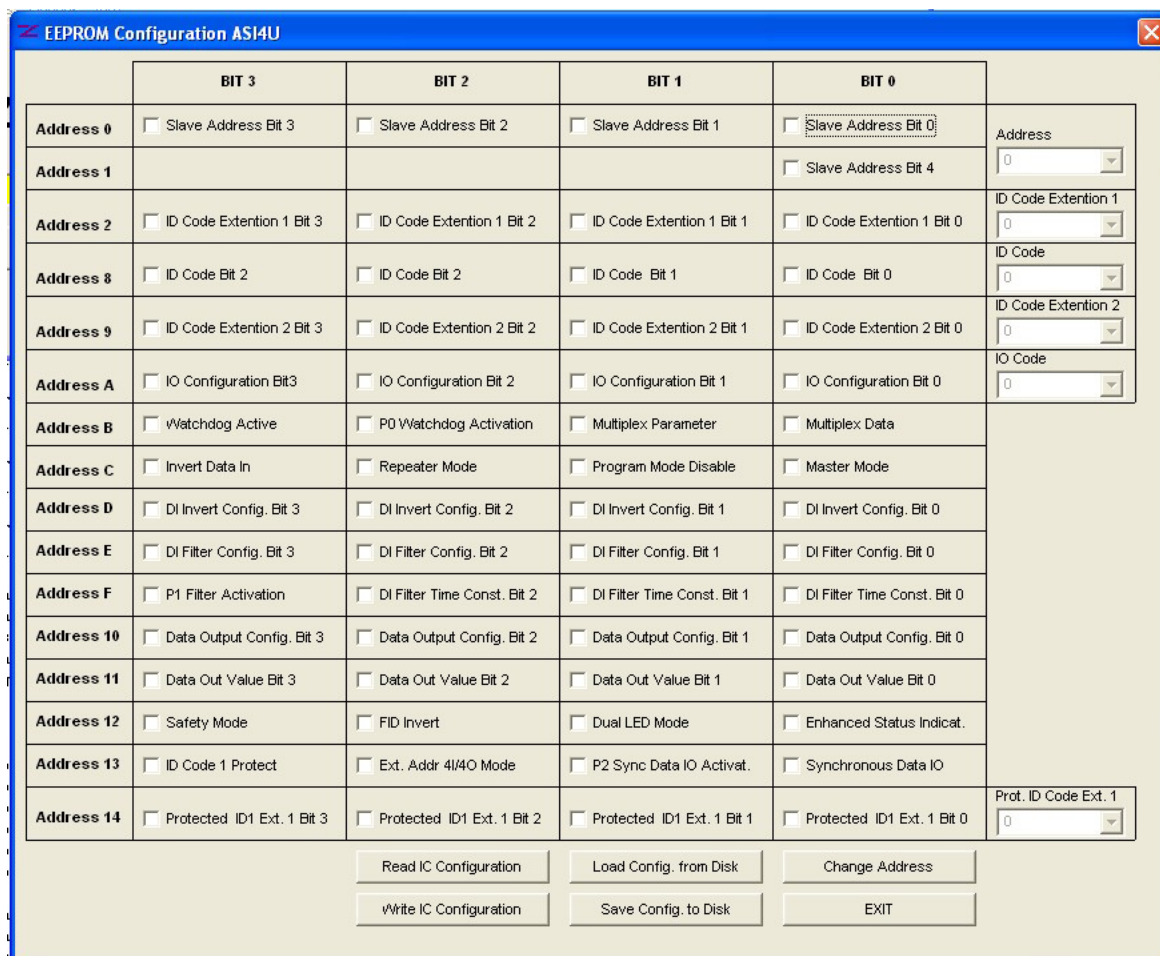 EEPROM Configuration ASI4U
BIT 3 BIT 2 BIT 1 BIT 0
Address 0 Slave Address Bit 3 Slave Address Bit 2 Slave Address Bit 1 Slave Address Bit 0 Address
0
Address 1 Slave Address Bit 4
Address 2 ID Code Extention 1 Bit 3 ID Code Extention 1 Bit 2 ID Code Extention 1 Bit 1 ID Code Extention 1 Bit 0 ID Code Extention 1
0
Address 8 ID Code Bit 2 ID Code Bit 2 ID Code Bit 1 ID Code Bit 0 ID Code
0
Address 9 ID Code Extention 2 Bit 3 ID Code Extention 2 Bit 2 ID Code Extention 2 Bit 1 ID Code Extention 2 Bit 0 ID Code Extention 2
0
Address A IO Configuration Bit3 IO Configuration Bit 2 IO Configuration Bit 1 IO Configuration Bit 0 IO Code
0
Address B Watchdog Active P0 Watchdog Activation Multiplex Parameter Multiplex Data
Address C Invert Data In Repeater Mode Program Mode Disable Master Mode
Address D DI Invert Config. Bit 3 DI Invert Config. Bit 2 DI Invert Config. Bit 1 DI Invert Config. Bit 0
Address E DI Filter Config. Bit 3 DI Filter Config. Bit 2 DI Filter Config. Bit 1 DI Filter Config. Bit 0
Address F P1 Filter Activation DI Filter Time Const. Bit 2 DI Filter Time Const. Bit 1 DI Filter Time Const. Bit 0
Address 10 Data Output Config. Bit 3 Data Output Config. Bit 2 Data Output Config. Bit 1 Data Output Config. Bit 0
Address 11 Data Out Value Bit 3 Data Out Value Bit 2 Data Out Value Bit 1 Data Out Value Bit 0
Address 12 Safety Mode FID Invert Dual LED Mode Enhanced Status Indicat.
Address 13 ID Code 1 Protect Ext. Addr 4I/4O Mode P2 Sync Data IO Activat. Synchronous Data IO
Address 14 Protected ID1 Ext. 1 Bit 3 Protected ID1 Ext. 1 Bit 2 Protected ID1 Ext. 1 Bit 1 Protected ID1 Ext. 1 Bit 0 Prot. ID Code Ext. 1
0
Read IC Configuration Load Config. from Disk Change Address
Write IC Configuration Save Config. to Disk EXIT